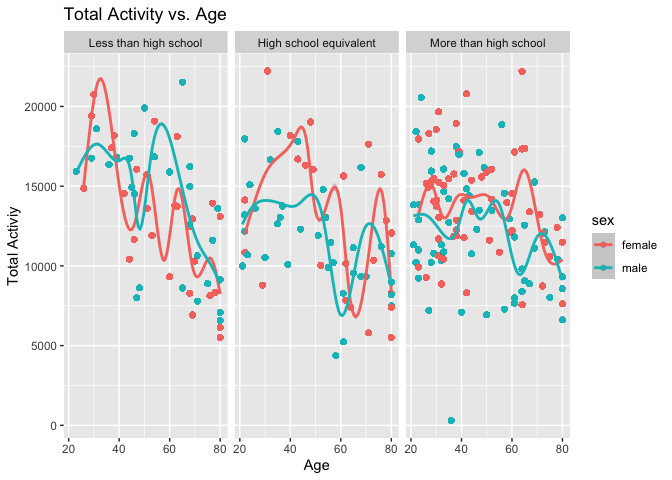 Total Activity vs. Age
Less than high school
High school equivalent
More than high school
20000
15000
10000
5000
0
Total Activiy
20 40 60 80
20 40 60 80
20 40 60 80
Age
sex
female
male